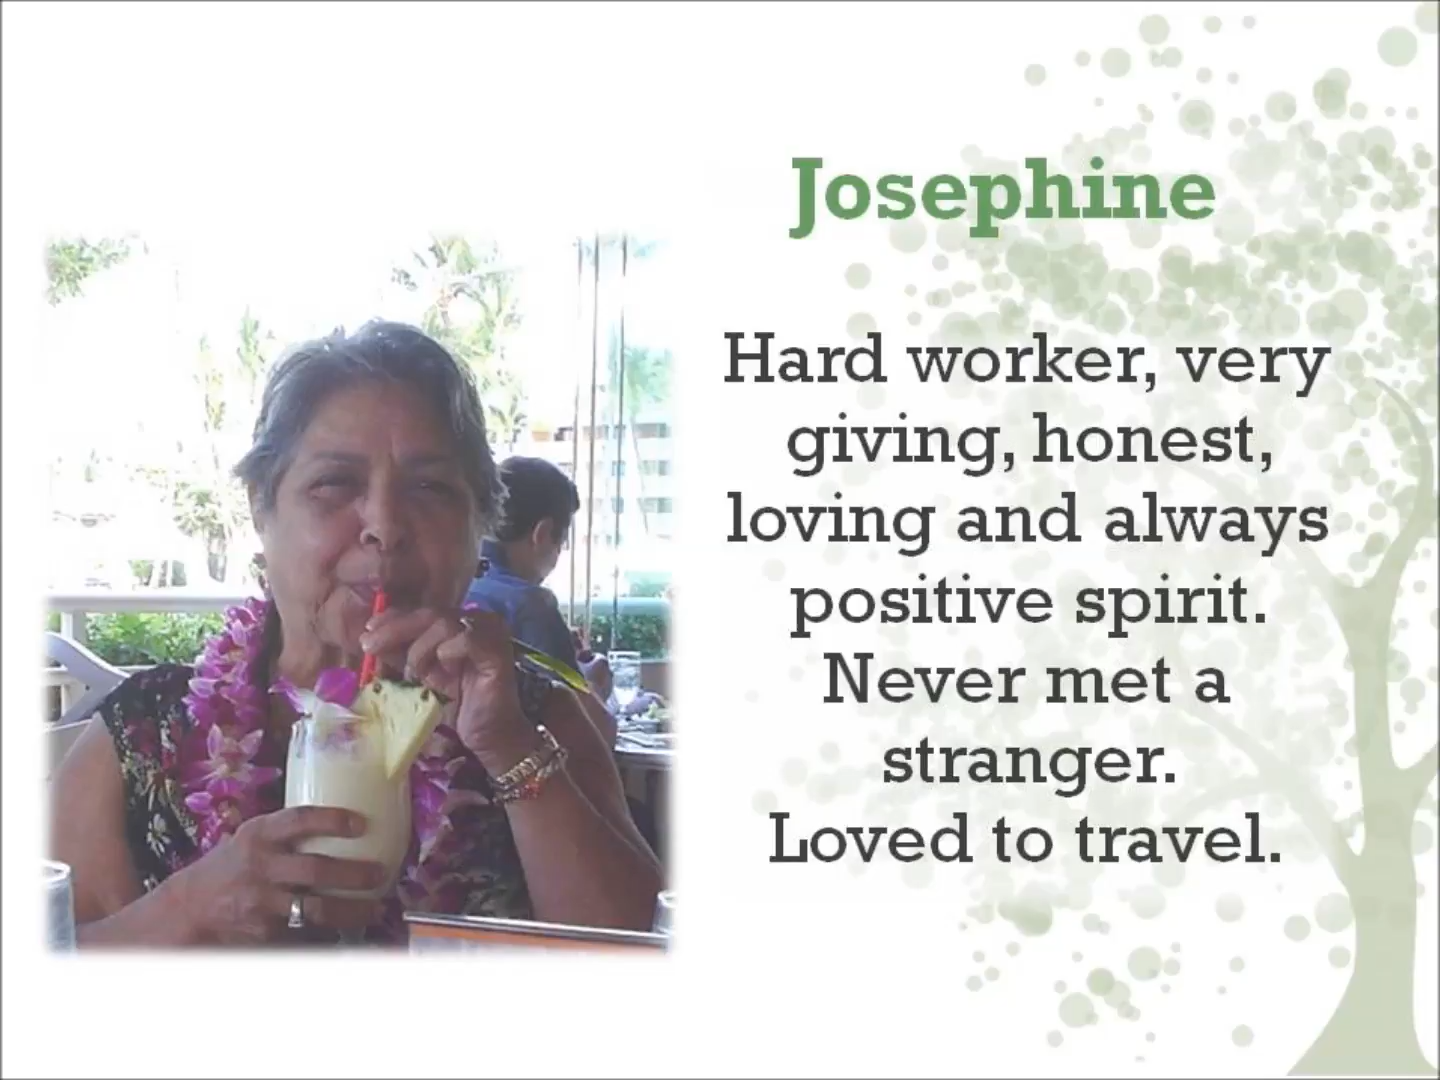 Josephine
Hard worker, very
giving, honest,
loving and always
positive spirit.
Never met a
stranger.
Loved to travel.